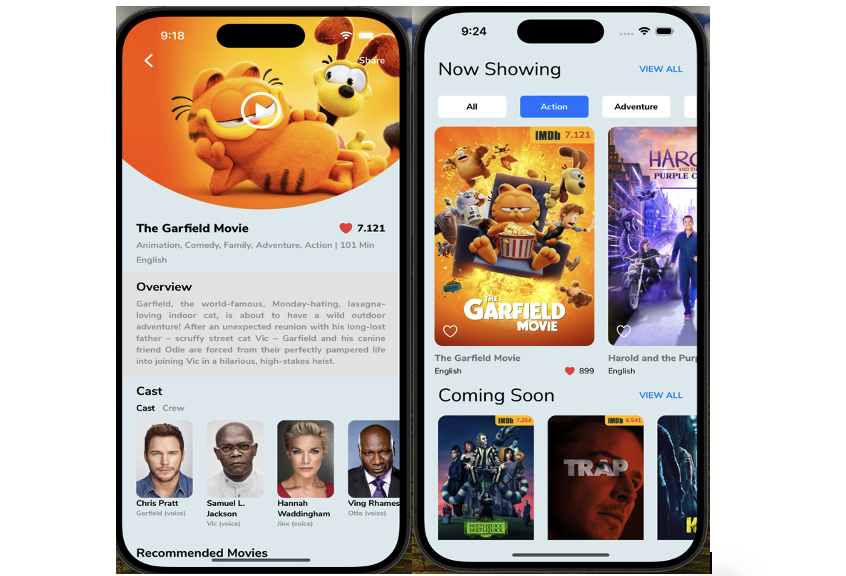 9:18
Share
The Garfield Movie
7.121
Animation, Comedy, Family, Adventure, Action | 101 Min
English
Overview
Garfield, the world-famous, Monday-hating, lasagna-
loving indoor cat, is about to have a wild outdoor
adventure! After an unexpected reunion with his long-lost
father – scruffy street cat Vic – Garfield and his canine
friend Odie are forced from their perfectly pampered life
into joining Vic in a hilarious, high-stakes heist.
Cast
Cast Crew
Chris Pratt
Garfield (voice)
Samuel L.
Jackson
Vic (voice)
Hannah
Waddingham
Jinx (voice)
Ving Rhames
Otto (voice)
Recommended Movies
9:24
Now Showing
VIEW ALL
All
Action
Adventure
IMDb 7.121
THE
GARFIELD
MOVIE
HARO
AND TH
PURPLE C
The Garfield Movie
English
899
Harold and the Purp
English
Coming Soon
VIEW ALL
IMDb 7.254
BEETLEJUICE
BEETLEJUICE
IMDb 6.541
TRAP
K